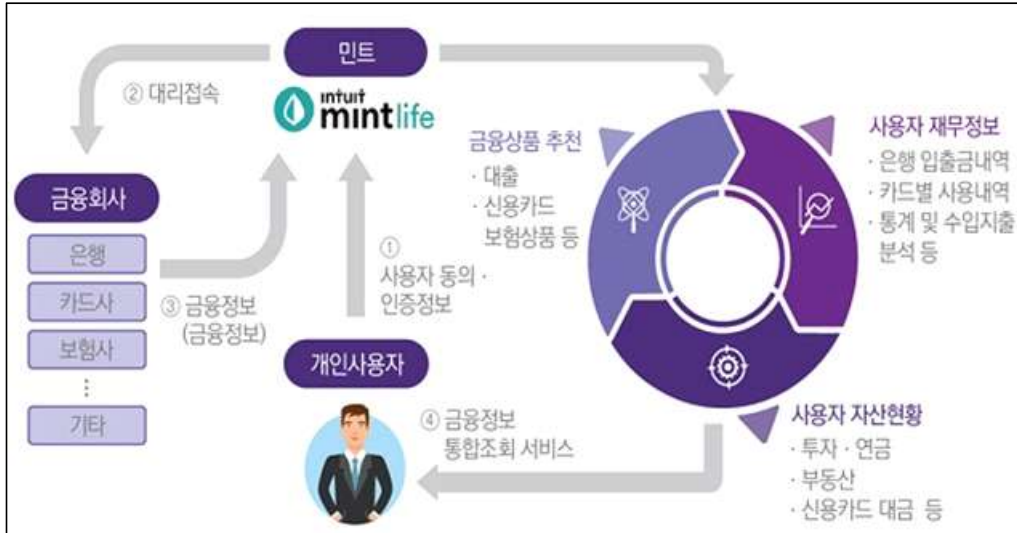 민트
ınтuıт
mintlife
② 대리접속
금융회사
은행
카드사
보험사
⋮
기타
③ 금융정보
(금융정보)
①
사용자 동의 ·
인증정보
개인사용자
④ 금융정보
통합조회 서비스
금융상품 추천
· 대출
· 신용카드
보험상품 등
사용자 재무정보
· 은행 입출금내역
· 카드별 사용내역
· 통계 및 수입지출
분석 등
사용자 자산현황
· 투자 · 연금
· 부동산
· 신용카드 대금 등